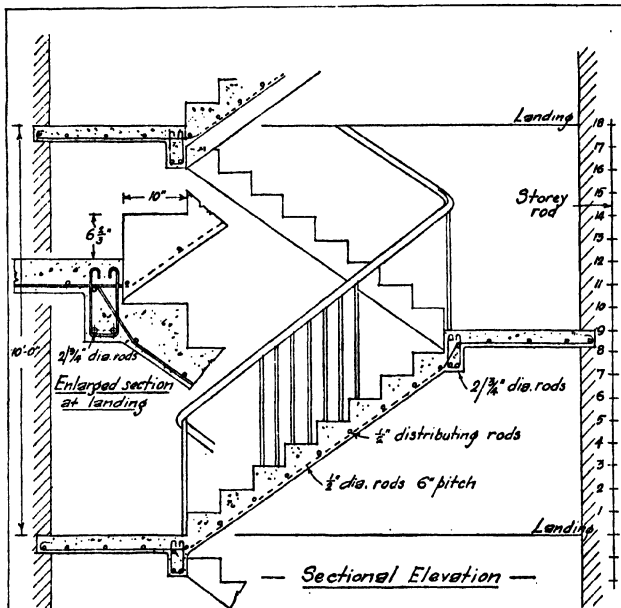 Landing
18
17
16
15
Storey
rod
14
13
12
11
10
9
8
7
6
5
4
3
2
1
10"
6 2/3"
10'-0"
2/3/4" dia. rods
Enlarged section
at landing
2/3/4" dia. rods
1/2" distributing rods
1/2" dia. rods 6" pitch
Landing
— Sectional Elevation —